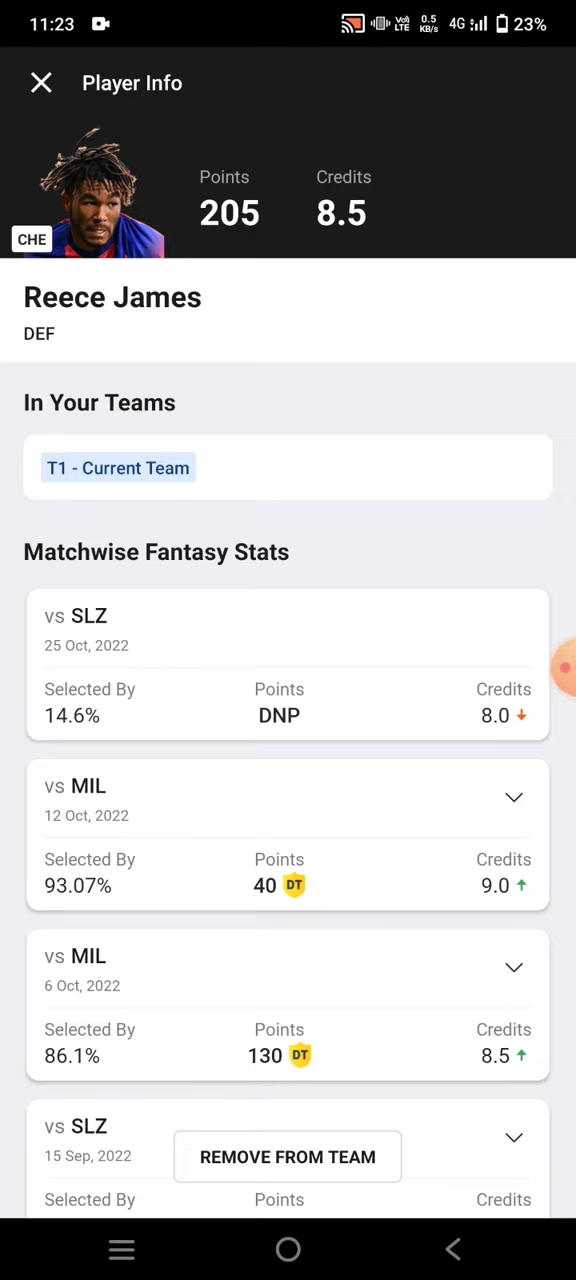 11:23 Vo) LTE 0.5 KB/s 4G 23%
Player Info
Points Credits
205 8.5
CHE
Reece James
DEF
In Your Teams
T1 - Current Team
Matchwise Fantasy Stats
vs SLZ
25 Oct, 2022
Selected By Points Credits
14.6% DNP 8.0
vs MIL
12 Oct, 2022
Selected By Points Credits
93.07% 40 DT 9.0
vs MIL
6 Oct, 2022
Selected By Points Credits
86.1% 130 DT 8.5
vs SLZ
15 Sep, 2022
REMOVE FROM TEAM
Selected By Points Credits